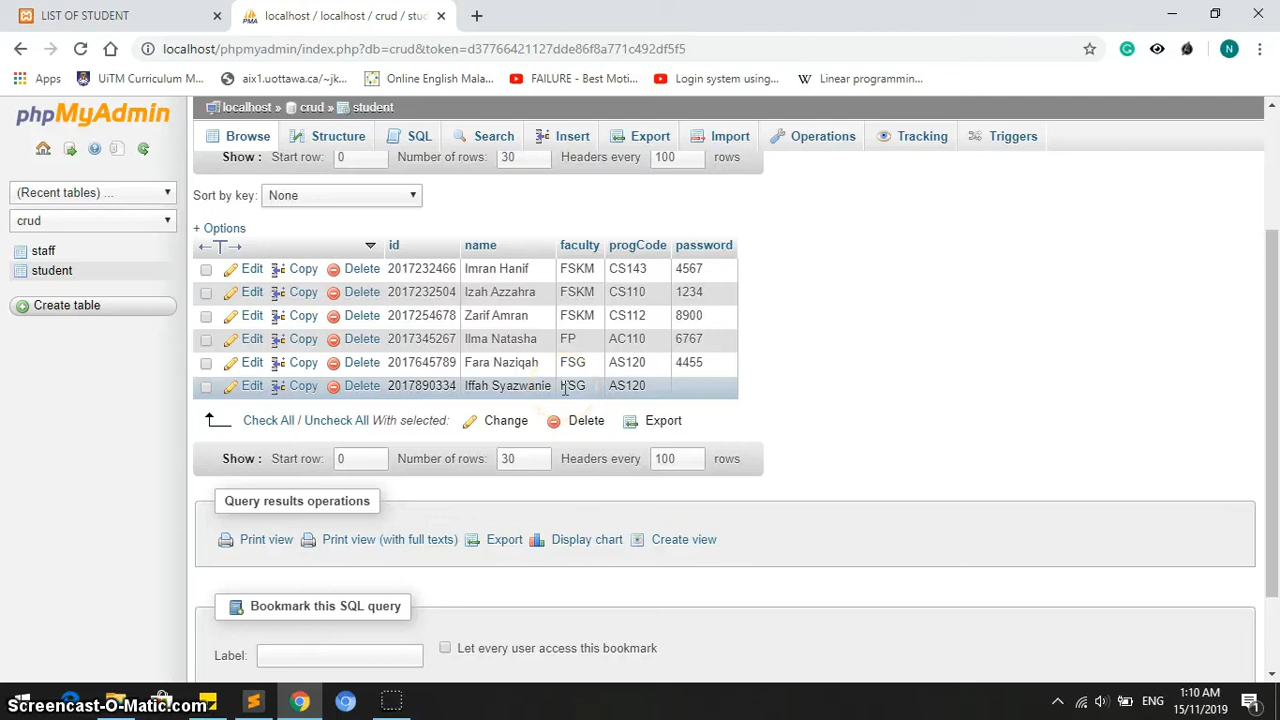 LIST OF STUDENT
localhost / localhost / crud / stud
localhost/phpmyadmin/index.php?db=crud&token=d37766421127dde86f8a771c492df5f5
N
Apps
UiTM Curriculum M...
aix1.uottawa.ca/~jk...
Online English Mala...
FAILURE - Best Moti...
Login system using...
Linear programmin...
phpMyAdmin
(Recent tables) ...
crud
staff
student
Create table
localhost » crud » student
Browse Structure SQL Search Insert Export Import Operations Tracking Triggers
Show : Start row: 0 Number of rows: 30 Headers every 100 rows
Sort by key: None
+ Options
←T→ id name faculty progCode password
Edit Copy Delete 2017232466 Imran Hanif FSKM CS143 4567
Edit Copy Delete 2017232504 Izah Azzahra FSKM CS110 1234
Edit Copy Delete 2017254678 Zarif Amran FSKM CS112 8900
Edit Copy Delete 2017345267 Ilma Natasha FP AC110 6767
Edit Copy Delete 2017645789 Fara Naziqah FSG AS120 4455
Edit Copy Delete 2017890334 Iffah Syazwanie FSG AS120
Check All / Uncheck All With selected: Change Delete Export
Show : Start row: 0 Number of rows: 30 Headers every 100 rows
Query results operations
Print view Print view (with full texts) Export Display chart Create view
Bookmark this SQL query
Label: Let every user access this bookmark
Screencast-O-Matic.com
ENG
1:10 AM
15/11/2019